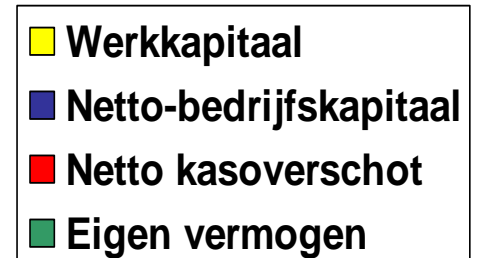 Werkkapitaal
Netto-bedrijfskapitaal
Netto kasoverschot
Eigen vermogen